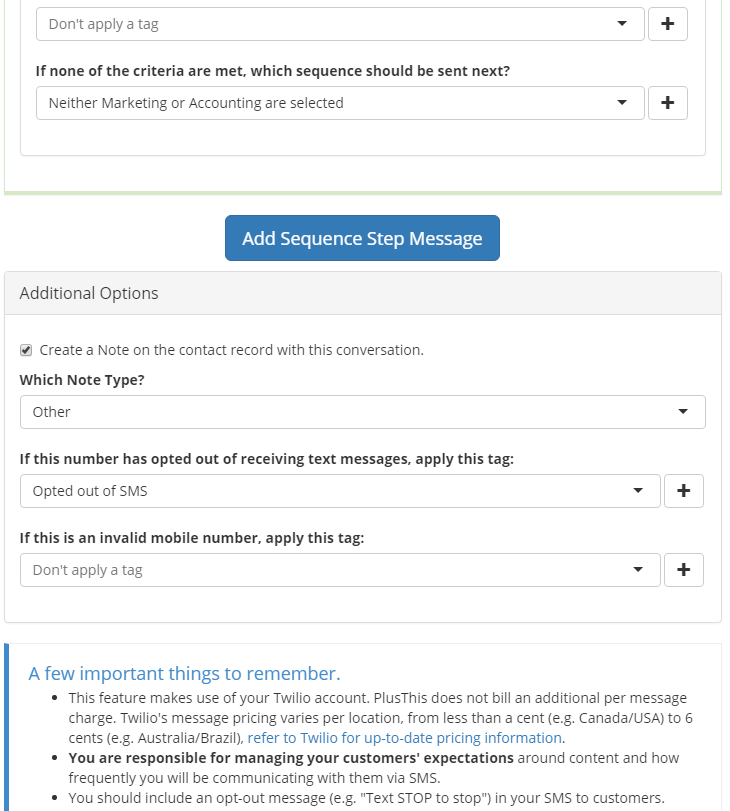 Don't apply a tag
If none of the criteria are met, which sequence should be sent next?
Neither Marketing or Accounting are selected
Add Sequence Step Message
Additional Options
Create a Note on the contact record with this conversation.
Which Note Type?
Other
If this number has opted out of receiving text messages, apply this tag:
Opted out of SMS
If this is an invalid mobile number, apply this tag:
Don't apply a tag
A few important things to remember.
• This feature makes use of your Twilio account. PlusThis does not bill an additional per message
charge. Twilio's message pricing varies per location, from less than a cent (e.g. Canada/USA) to 6
cents (e.g. Australia/Brazil), refer to Twilio for up-to-date pricing information.
• You are responsible for managing your customers' expectations around content and how
frequently you will be communicating with them via SMS.
• You should include an opt-out message (e.g. "Text STOP to stop") in your SMS to customers.